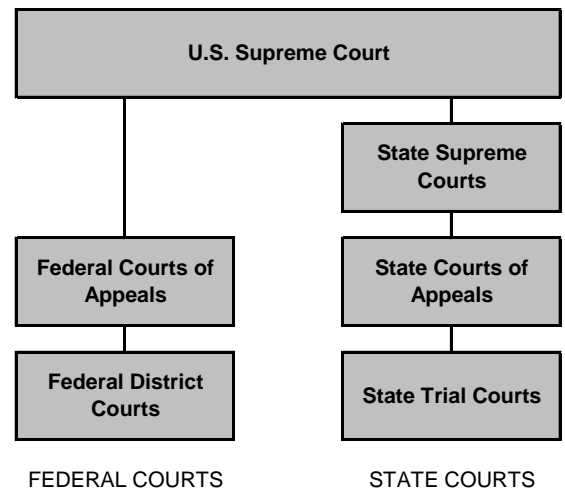 U.S. Supreme Court
State Supreme
Courts
Federal Courts of
Appeals
State Courts of
Appeals
Federal District
Courts
State Trial Courts
FEDERAL COURTS
STATE COURTS